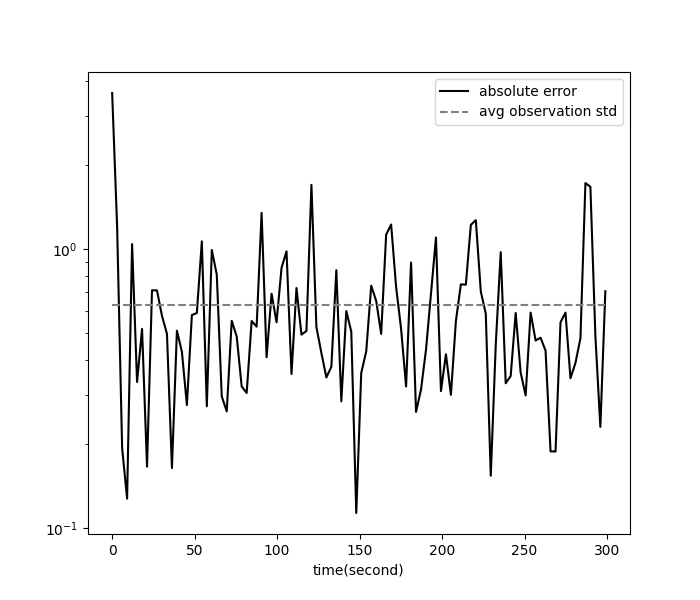 absolute error
avg observation std
10⁰
10⁻¹
0 50 100 150 200 250 300
time(second)